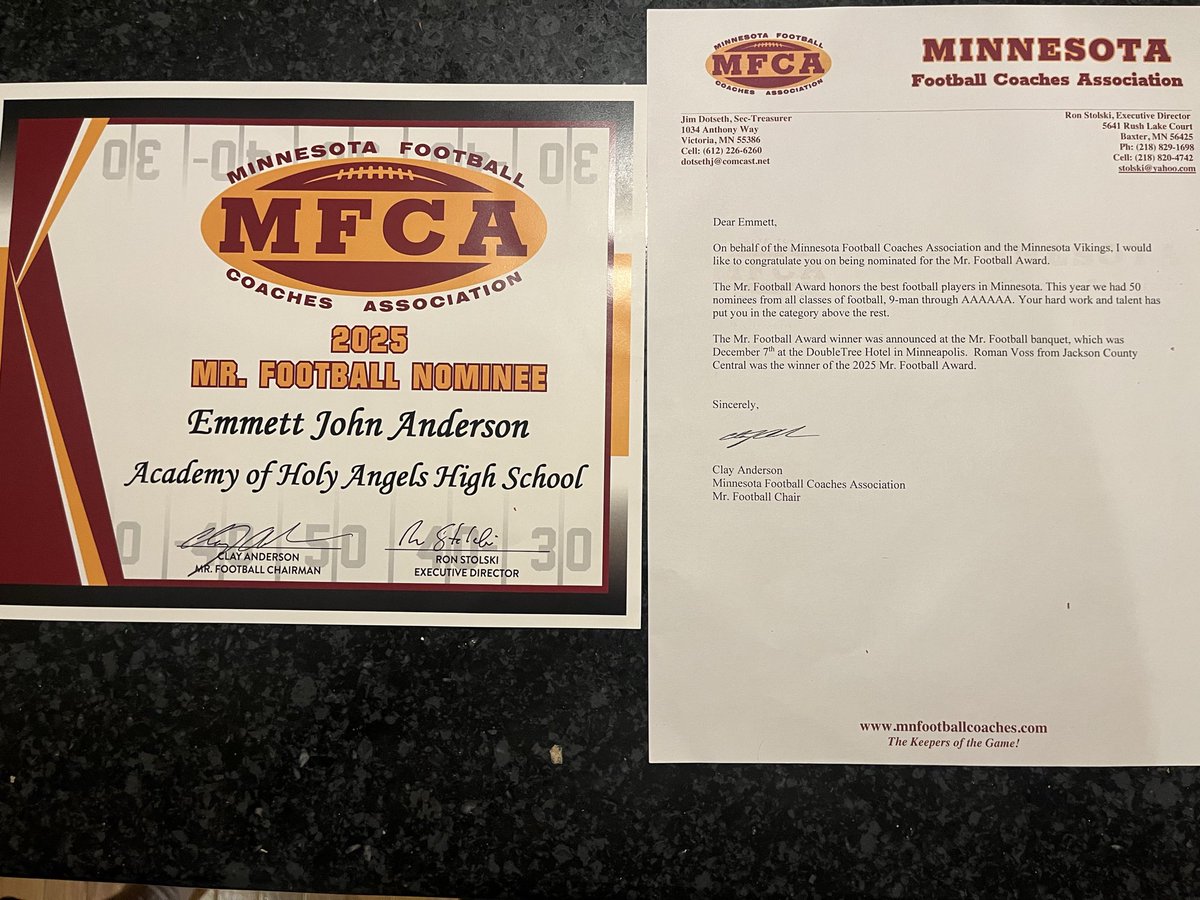 MINNESOTA FOOTBALL
MFCA
COACHES ASSOCIATION
2025
MR. FOOTBALL NOMINEE
Emmett John Anderson
Academy of Holy Angels High School
CLAY ANDERSON
MR. FOOTBALL CHAIRMAN
RON STOLSKI
EXECUTIVE DIRECTOR
30 40 30
0 40 50 40 30
MINNESOTA FOOTBALL
MFCA
COACHES ASSOCIATION
MINNESOTA
Football Coaches Association
Jim Dotseth, Sec-Treasurer
1034 Anthony Way
Victoria, MN 55386
Cell: (612) 226-6260
dotsethj@comcast.net
Ron Stolski, Executive Director
5641 Rush Lake Court
Baxter, MN 56425
Ph: (218) 829-1698
Cell: (218) 820-4742
stolski@yahoo.com
Dear Emmett,
On behalf of the Minnesota Football Coaches Association and the Minnesota Vikings, I would
like to congratulate you on being nominated for the Mr. Football Award.
The Mr. Football Award honors the best football players in Minnesota. This year we had 50
nominees from all classes of football, 9-man through AAAAAA. Your hard work and talent has
put you in the category above the rest.
The Mr. Football Award winner was announced at the Mr. Football banquet, which was
December 7th at the DoubleTree Hotel in Minneapolis. Roman Voss from Jackson County
Central was the winner of the 2025 Mr. Football Award.
Sincerely,
Clay Anderson
Minnesota Football Coaches Association
Mr. Football Chair
www.mnfootballcoaches.com
The Keepers of the Game!